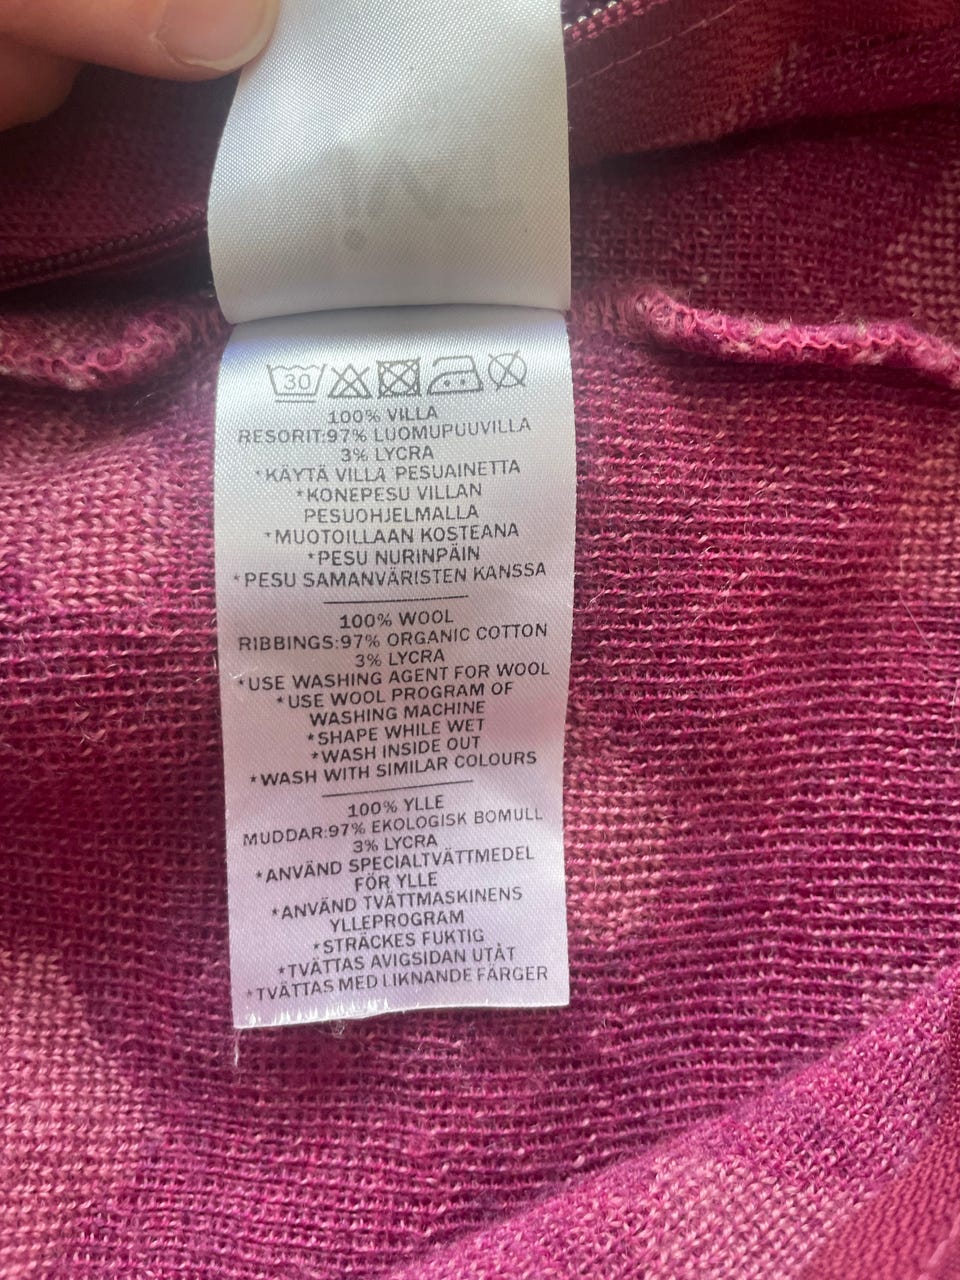 30
100% VILLA
RESORIT:97% LUOMUPUUVILLA
3% LYCRA
*KÄYTÄ VILLA PESUAINETTA
*KONEPESU VILLAN
PESUOHJELMALLA
*MUOTOILLAAN KOSTEANA
*PESU NURINPÄIN
*PESU SAMANVÄRISTEN KANSSA
100% WOOL
RIBBINGS:97% ORGANIC COTTON
3% LYCRA
*USE WASHING AGENT FOR WOOL
*USE WOOL PROGRAM OF
WASHING MACHINE
*SHAPE WHILE WET
*WASH INSIDE OUT
*WASH WITH SIMILAR COLOURS
100% YLLE
MUDDAR:97% EKOLOGISK BOMULL
3% LYCRA
*ANVÄND SPECIALTVÄTTMEDEL
FÖR YLLE
*ANVÄND TVÄTTMASKINENS
YLLEPROGRAM
*STRÄCKES FUKTIG
*TVÄTTAS AVIGSIDAN UTÅT
*TVÄTTAS MED LIKNANDE FÄRGER